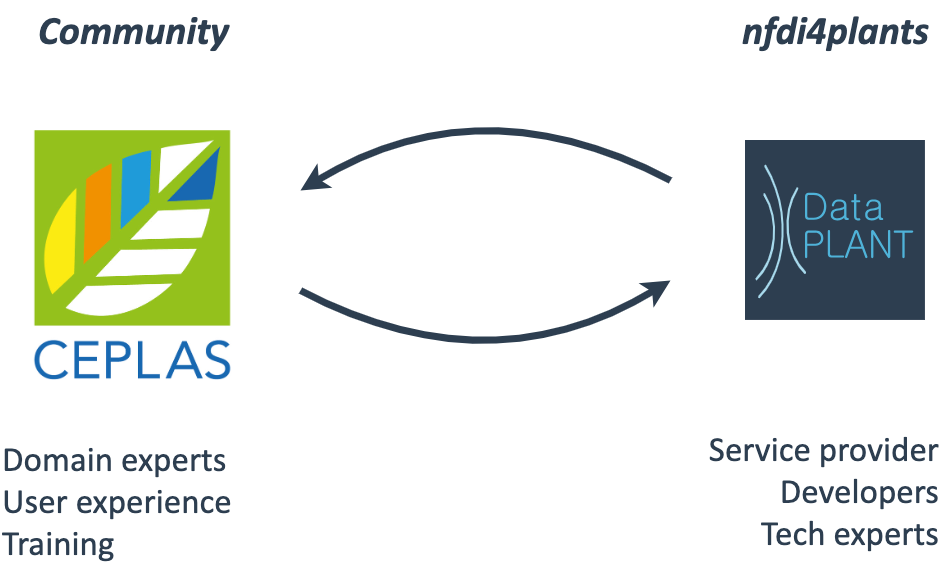 Community
nfdi4plants
Data
PLANT
CEPLAS
Domain experts
User experience
Training
Service provider
Developers
Tech experts